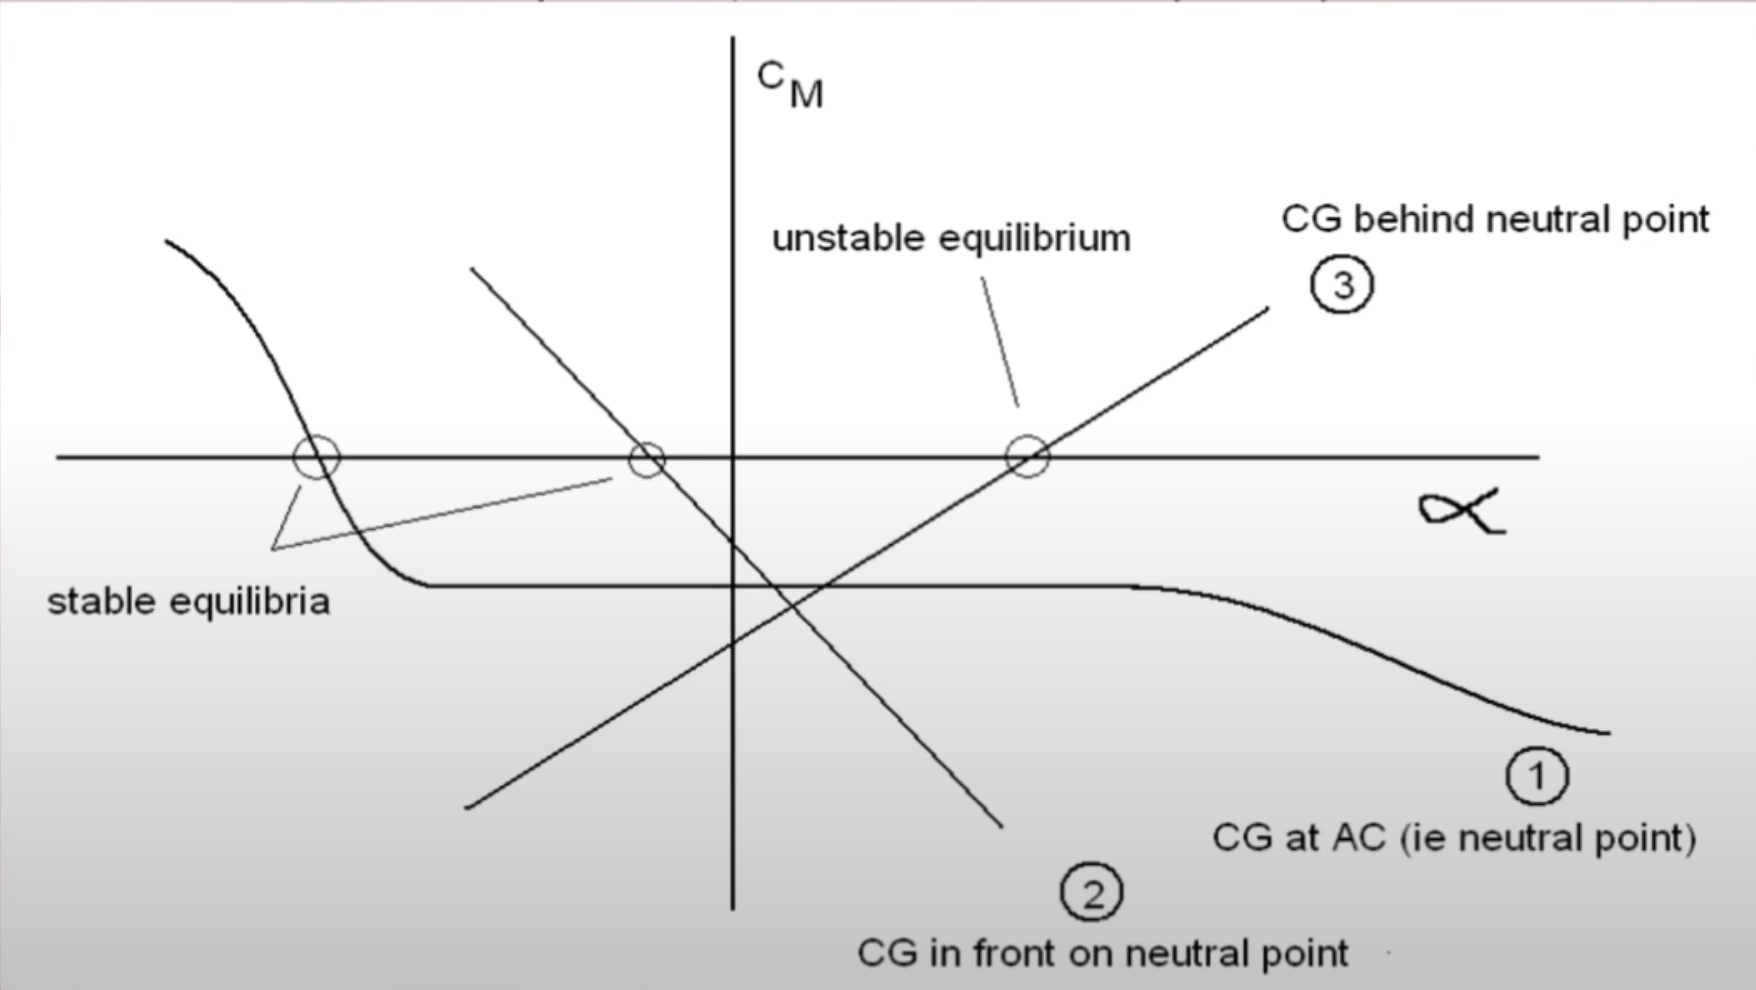 C_M
CG behind neutral point
3
unstable equilibrium
α
stable equilibria
1
CG at AC (ie neutral point)
2
CG in front on neutral point